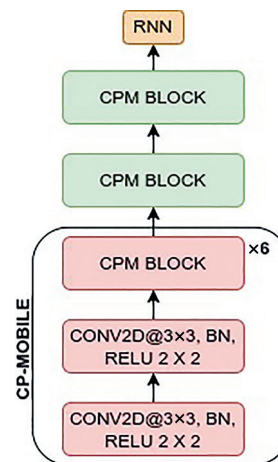 RNN
CPM BLOCK
CPM BLOCK
CPM BLOCK
×6
CONV2D@3×3, BN,
RELU 2 X 2
CONV2D@3×3, BN,
RELU 2 X 2
CP-MOBILE